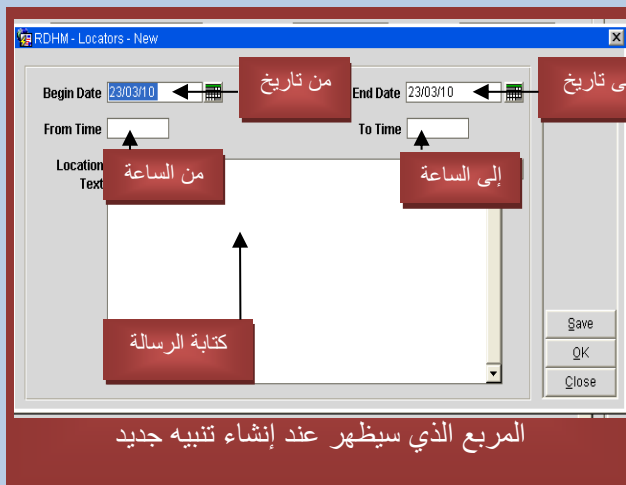 RDHM - Locators - New
Begin Date 23/03/10 من تاريخ End Date 23/03/10 ى تاريخ
From Time To Time
Location Text من الساعة إلى الساعة
كتابة الرسالة
Save
OK
Close
المربع الذي سيظهر عند إنشاء تنبيه جديد